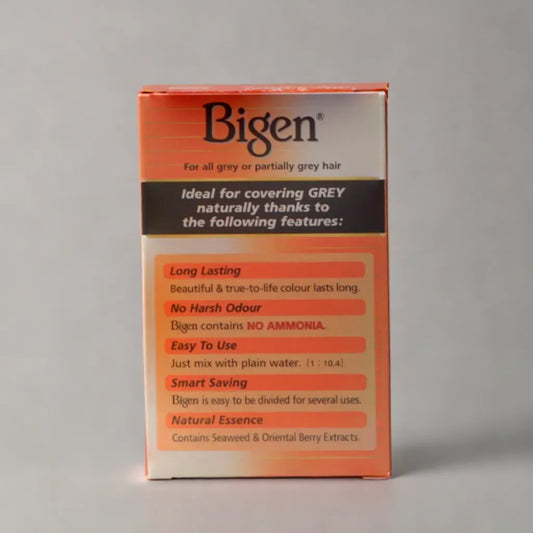 Bigen®
For all grey or partially grey hair
Ideal for covering GREY
naturally thanks to
the following features:
Long Lasting
Beautiful & true-to-life colour lasts long.
No Harsh Odour
Bigen contains NO AMMONIA.
Easy To Use
Just mix with plain water. [1 : 10.4]
Smart Saving
Bigen is easy to be divided for several uses.
Natural Essence
Contains Seaweed & Oriental Berry Extracts.